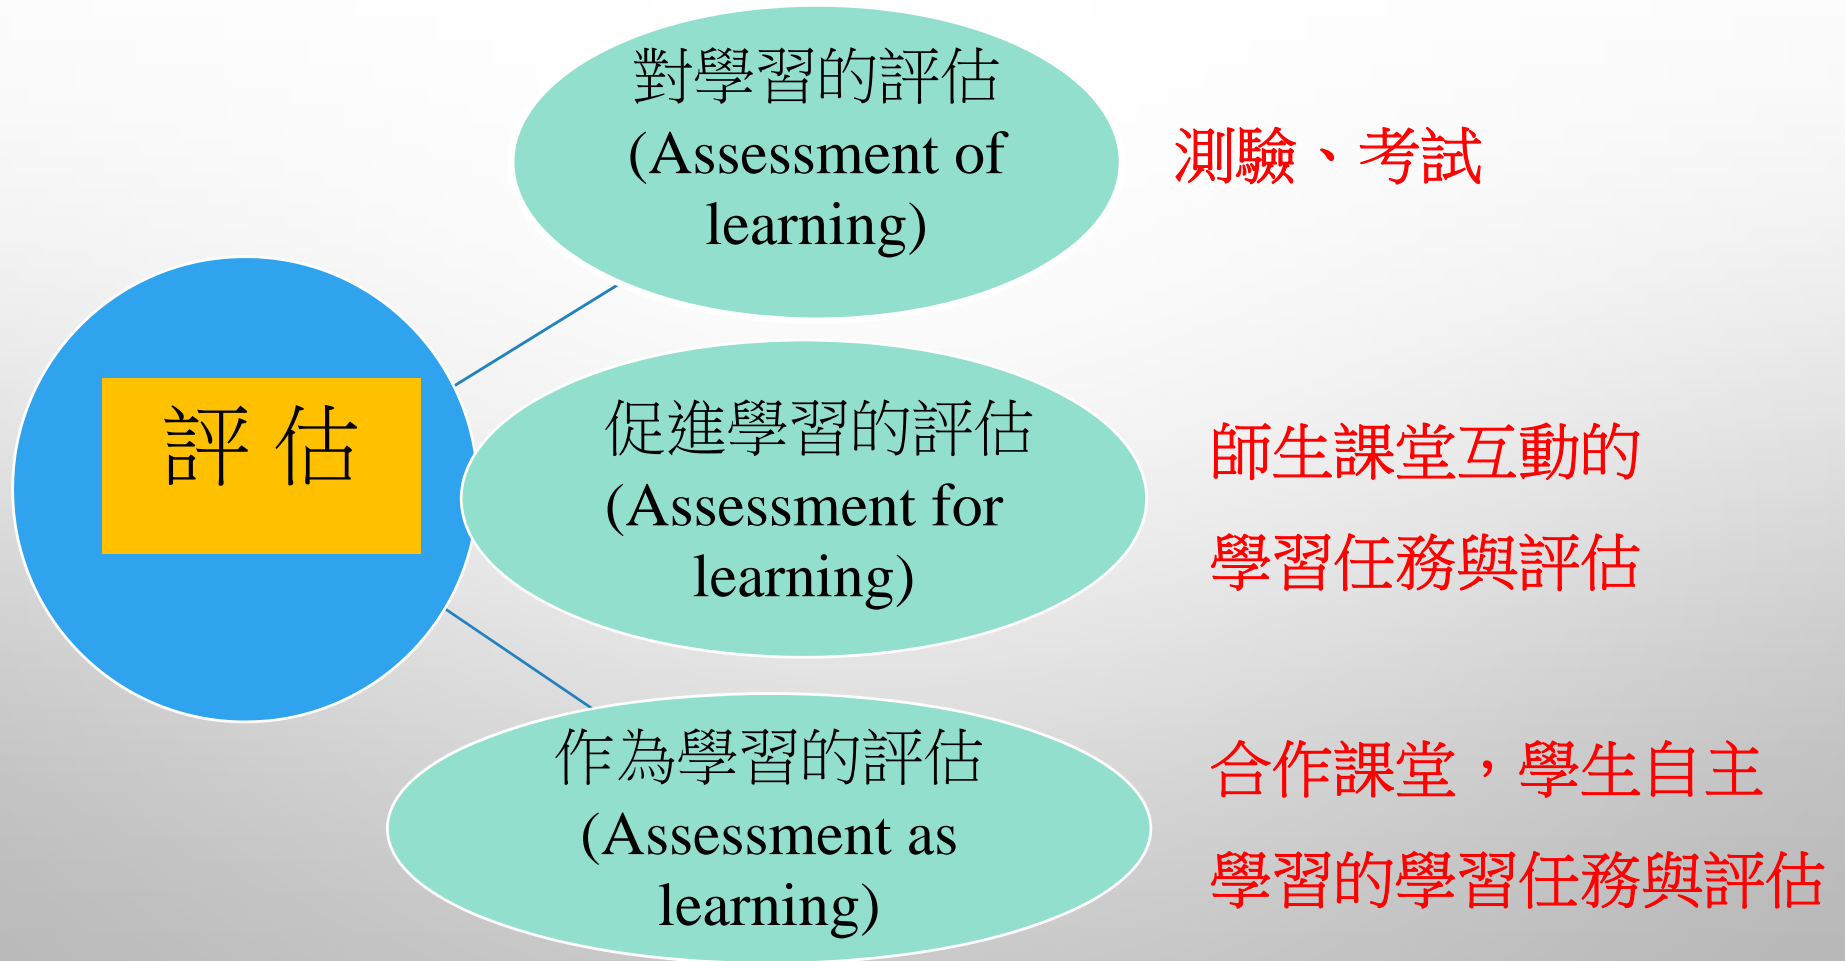 對學習的評估
(Assessment of
learning)
測驗、考試
評 估
促進學習的評估
(Assessment for
learning)
師生課堂互動的
學習任務與評估
作為學習的評估
(Assessment as
learning)
合作課堂，學生自主
學習的學習任務與評估